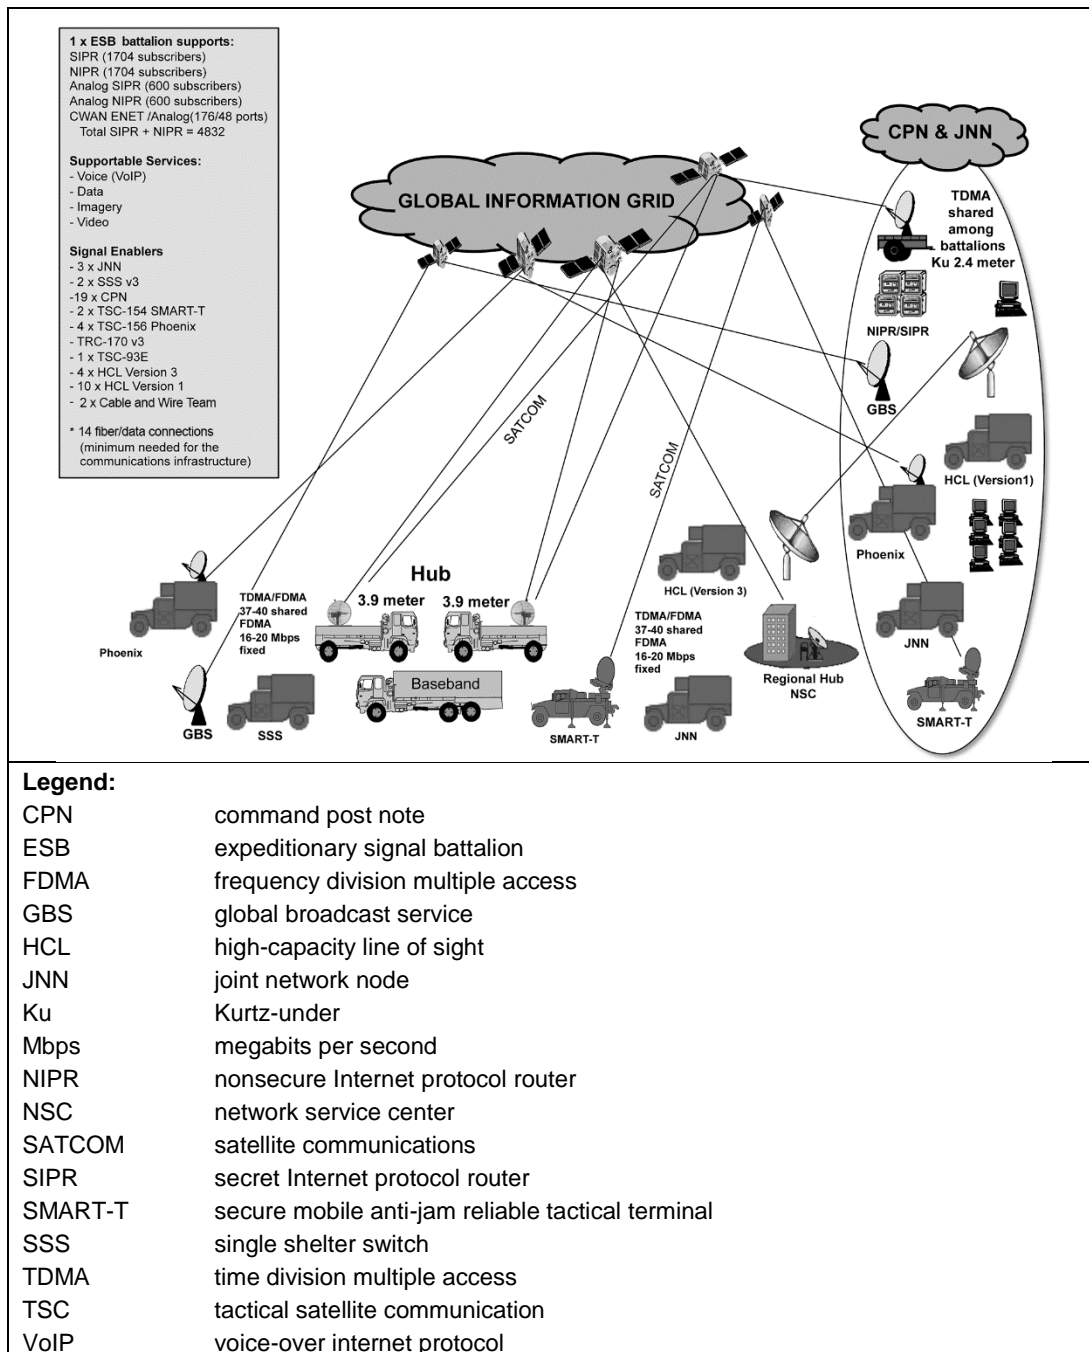 1 x ESB battalion supports:
SIPR (1704 subscribers)
NIPR (1704 subscribers)
Analog SIPR (600 subscribers)
Analog NIPR (600 subscribers)
CWAN ENET /Analog(176/48 ports)
Total SIPR + NIPR = 4832
Supportable Services:
- Voice (VoIP)
- Data
- Imagery
- Video
Signal Enablers
- 3 x JNN
- 2 x SSS v3
-19 x CPN
- 2 x TSC-154 SMART-T
- 4 x TSC-156 Phoenix
- TRC-170 v3
- 1 x TSC-93E
- 4 x HCL Version 3
- 10 x HCL Version 1
- 2 x Cable and Wire Team
* 14 fiber/data connections
(minimum needed for the
communications infrastructure)
GLOBAL INFORMATION GRID
CPN & JNN
TDMA
shared
among
battalions
Ku 2.4 meter
NIPR/SIPR
GBS
HCL (Version1)
Phoenix
JNN
SMART-T
SATCOM
SATCOM
Phoenix
GBS
SSS
TDMA/FDMA
37-40 shared
FDMA
16-20 Mbps
fixed
Hub
3.9 meter
3.9 meter
Baseband
SMART-T
HCL (Version 3)
TDMA/FDMA
37-40 shared
FDMA
16-20 Mbps
fixed
JNN
Regional Hub
NSC
Legend:
CPN command post note
ESB expeditionary signal battalion
FDMA frequency division multiple access
GBS global broadcast service
HCL high-capacity line of sight
JNN joint network node
Ku Kurtz-under
Mbps megabits per second
NIPR nonsecure Internet protocol router
NSC network service center
SATCOM satellite communications
SIPR secret Internet protocol router
SMART-T secure mobile anti-jam reliable tactical terminal
SSS single shelter switch
TDMA time division multiple access
TSC tactical satellite communication
VoIP voice-over internet protocol